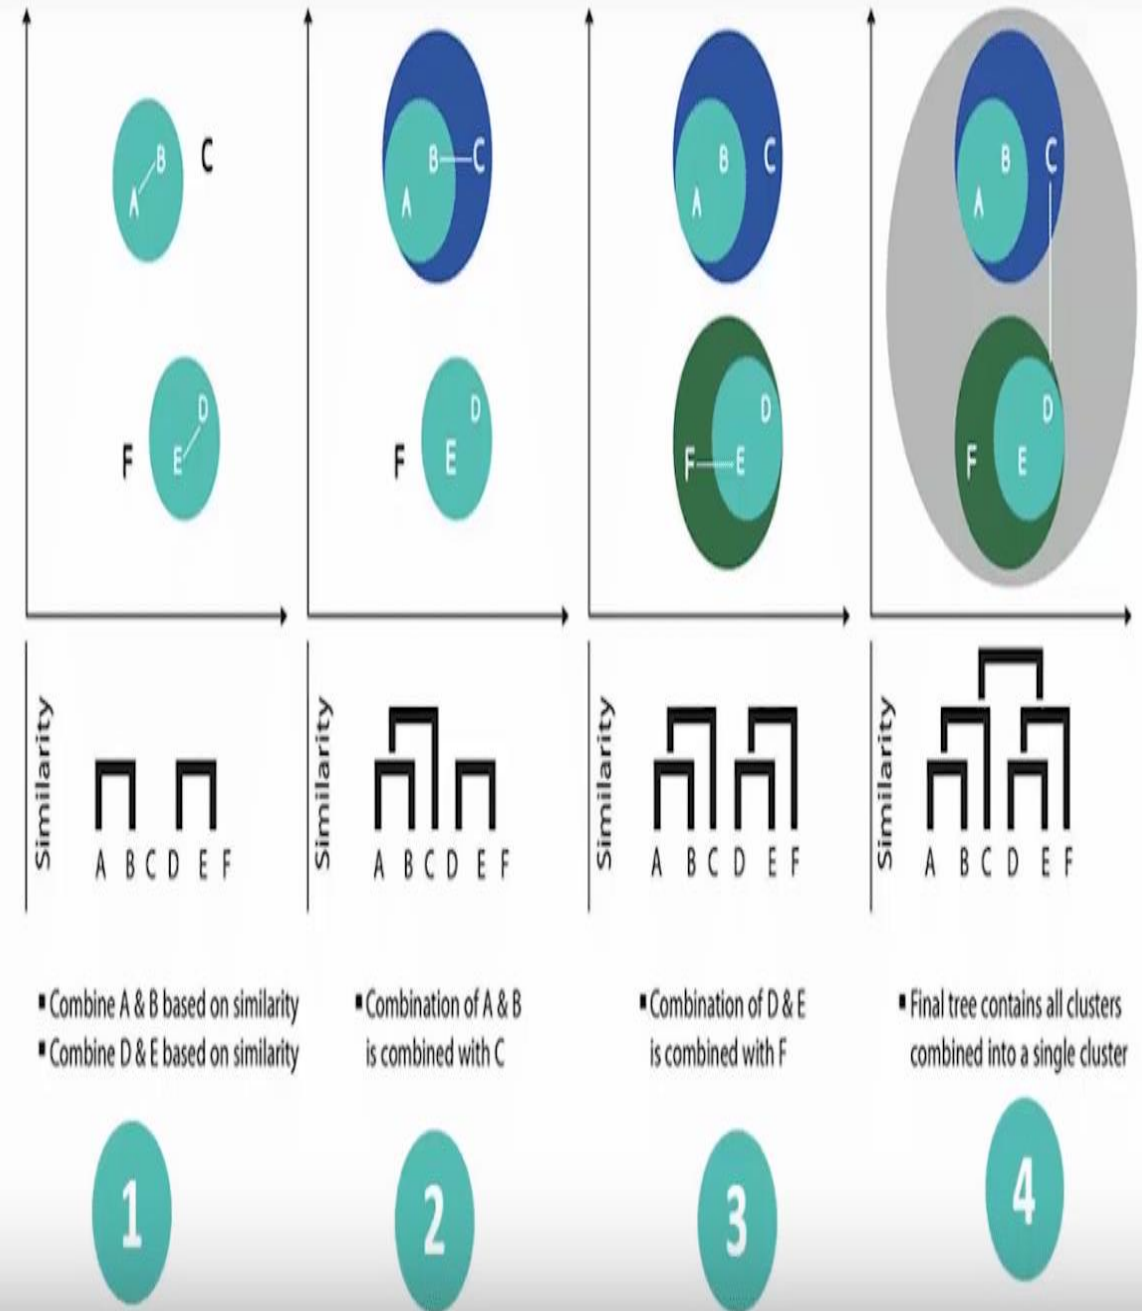 B
C
A
D
F
E
B
C
A
D
F
E
B
C
A
D
F
E
B
C
A
D
F
E
Similarity
A B C D E F
Similarity
A B C D E F
Similarity
A B C D E F
Similarity
A B C D E F
▪ Combine A & B based on similarity
▪ Combine D & E based on similarity
▪ Combination of A & B
is combined with C
▪ Combination of D & E
is combined with F
▪ Final tree contains all clusters
combined into a single cluster
1
2
3
4